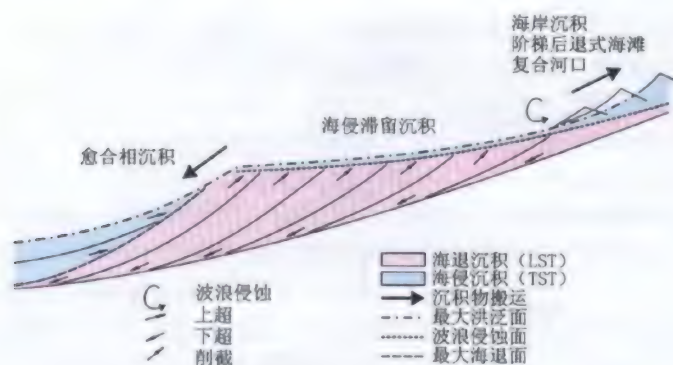 海岸沉积
阶梯后退式海滩
复合河口
海侵滞留沉积
愈合相沉积
波浪侵蚀
上超
下超
削截
海退沉积（LST）
海侵沉积（TST）
沉积物搬运
最大洪泛面
波浪侵蚀面
最大海退面